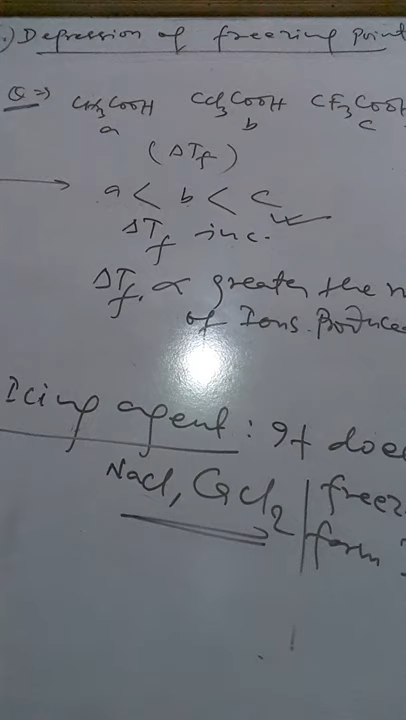 .) Depression of freezing point
Q ⇒ CH3COOH CCl3COOH CF3COOH
a b c
(ΔTf)
→ a < b < c ✓
ΔTf inc.
ΔTf. ∝ greater the n
of Ions. Produce
Icing agent : It does
NaCl, CaCl2 | freez
form